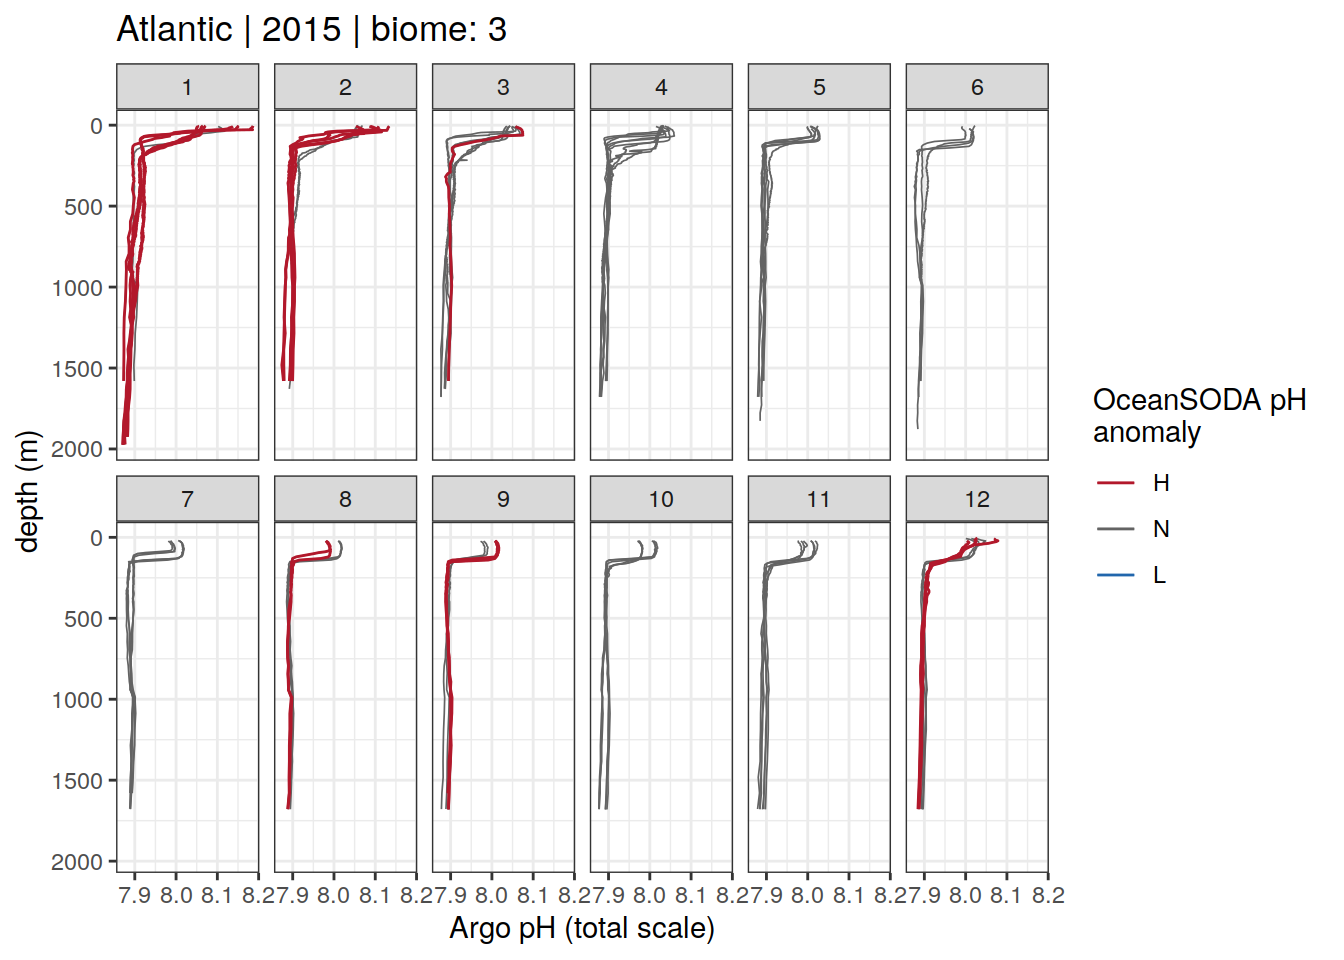 Atlantic | 2015 | biome: 3
1 2 3 4 5 6
0
500
1000
1500
2000
7 8 9 10 11 12
0
500
1000
1500
2000
7.9 8.0 8.1 8.2 7.9 8.0 8.1 8.2 7.9 8.0 8.1 8.2 7.9 8.0 8.1 8.2 7.9 8.0 8.1 8.2 7.9 8.0 8.1 8.2
Argo pH (total scale)
depth (m)
OceanSODA pH
anomaly
H
N
L